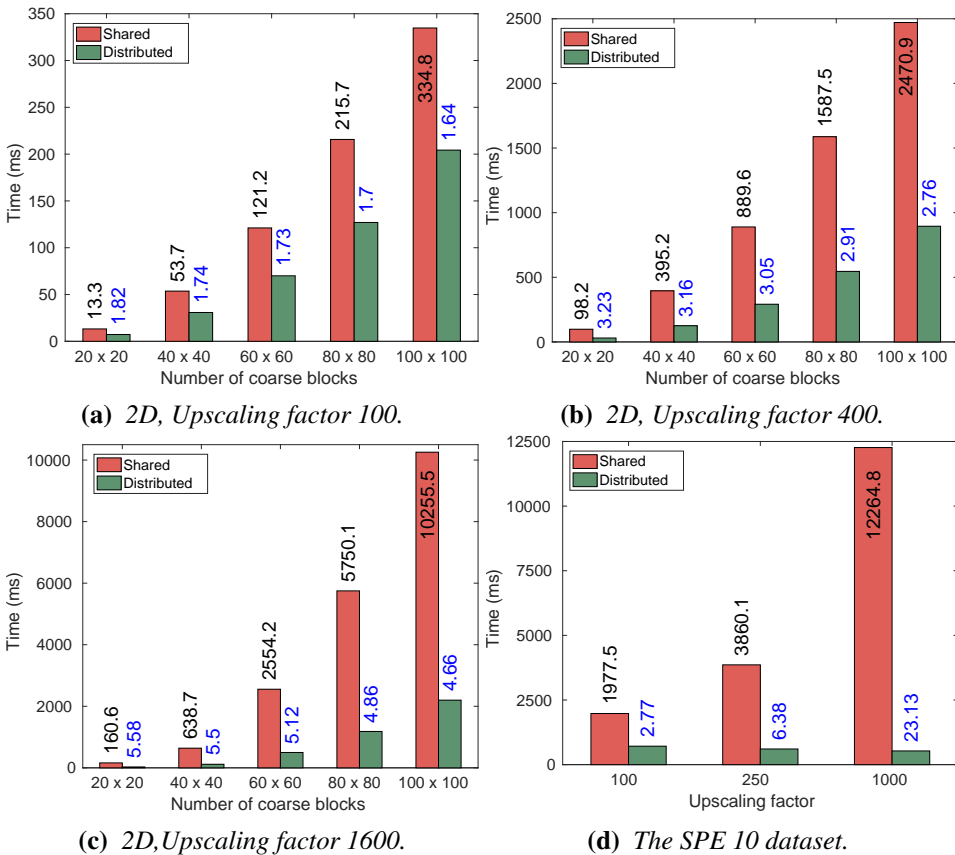 350
300
250
200
150
100
50
0
Time (ms)
Shared
Distributed
13.3
1.82
53.7
1.74
121.2
1.73
215.7
1.7
334.8
1.64
20 x 20 40 x 40 60 x 60 80 x 80 100 x 100
Number of coarse blocks
(a) 2D, Upscaling factor 100.
2500
2000
1500
1000
500
0
Time (ms)
Shared
Distributed
98.2
3.23
395.2
3.16
889.6
3.05
1587.5
2.91
2470.9
2.76
20 x 20 40 x 40 60 x 60 80 x 80 100 x 100
Number of coarse blocks
(b) 2D, Upscaling factor 400.
10000
8000
6000
4000
2000
0
Time (ms)
Shared
Distributed
160.6
5.58
638.7
5.5
2554.2
5.12
5750.1
4.86
10255.5
4.66
20 x 20 40 x 40 60 x 60 80 x 80 100 x 100
Number of coarse blocks
(c) 2D,Upscaling factor 1600.
12500
10000
7500
5000
2500
0
Time (ms)
Shared
Distributed
1977.5
2.77
3860.1
6.38
12264.8
23.13
100 250 1000
Upscaling factor
(d) The SPE 10 dataset.